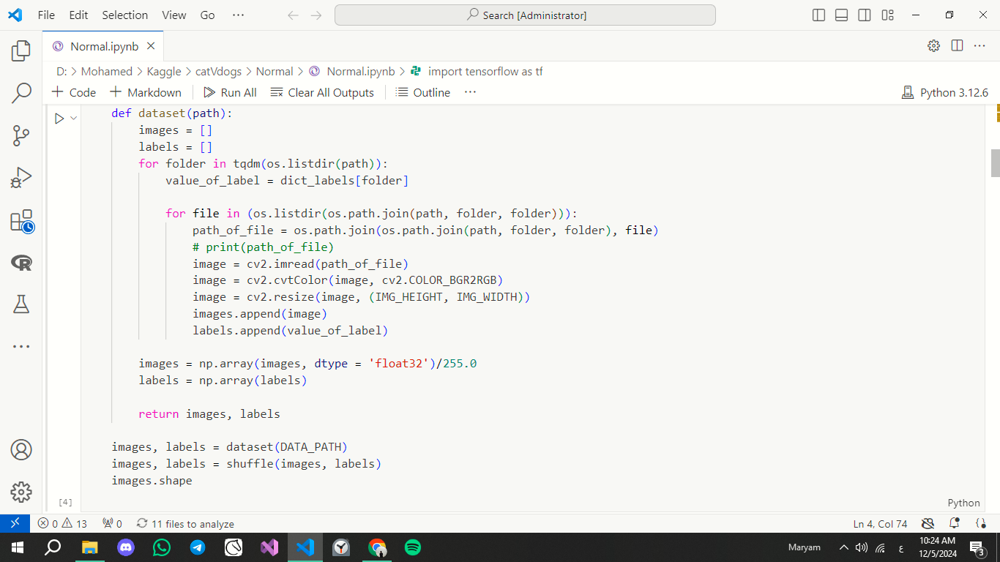 File Edit Selection View Go ···
Search [Administrator]
Normal.ipynb
D: > Mohamed > Kaggle > catVdogs > Normal > Normal.ipynb > import tensorflow as tf
+ Code + Markdown Run All Clear All Outputs Outline ··· Python 3.12.6
def dataset(path):
    images = []
    labels = []
    for folder in tqdm(os.listdir(path)):
        value_of_label = dict_labels[folder]
        for file in (os.listdir(os.path.join(path, folder, folder))):
            path_of_file = os.path.join(os.path.join(path, folder, folder), file)
            # print(path_of_file)
            image = cv2.imread(path_of_file)
            image = cv2.cvtColor(image, cv2.COLOR_BGR2RGB)
            image = cv2.resize(image, (IMG_HEIGHT, IMG_WIDTH))
            images.append(image)
            labels.append(value_of_label)
    images = np.array(images, dtype = 'float32')/255.0
    labels = np.array(labels)
    return images, labels
images, labels = dataset(DATA_PATH)
images, labels = shuffle(images, labels)
images.shape
[4]
Python
0 13 0 11 files to analyze Ln 4, Col 74
Maryam ع 10:24 AM
12/5/2024
3